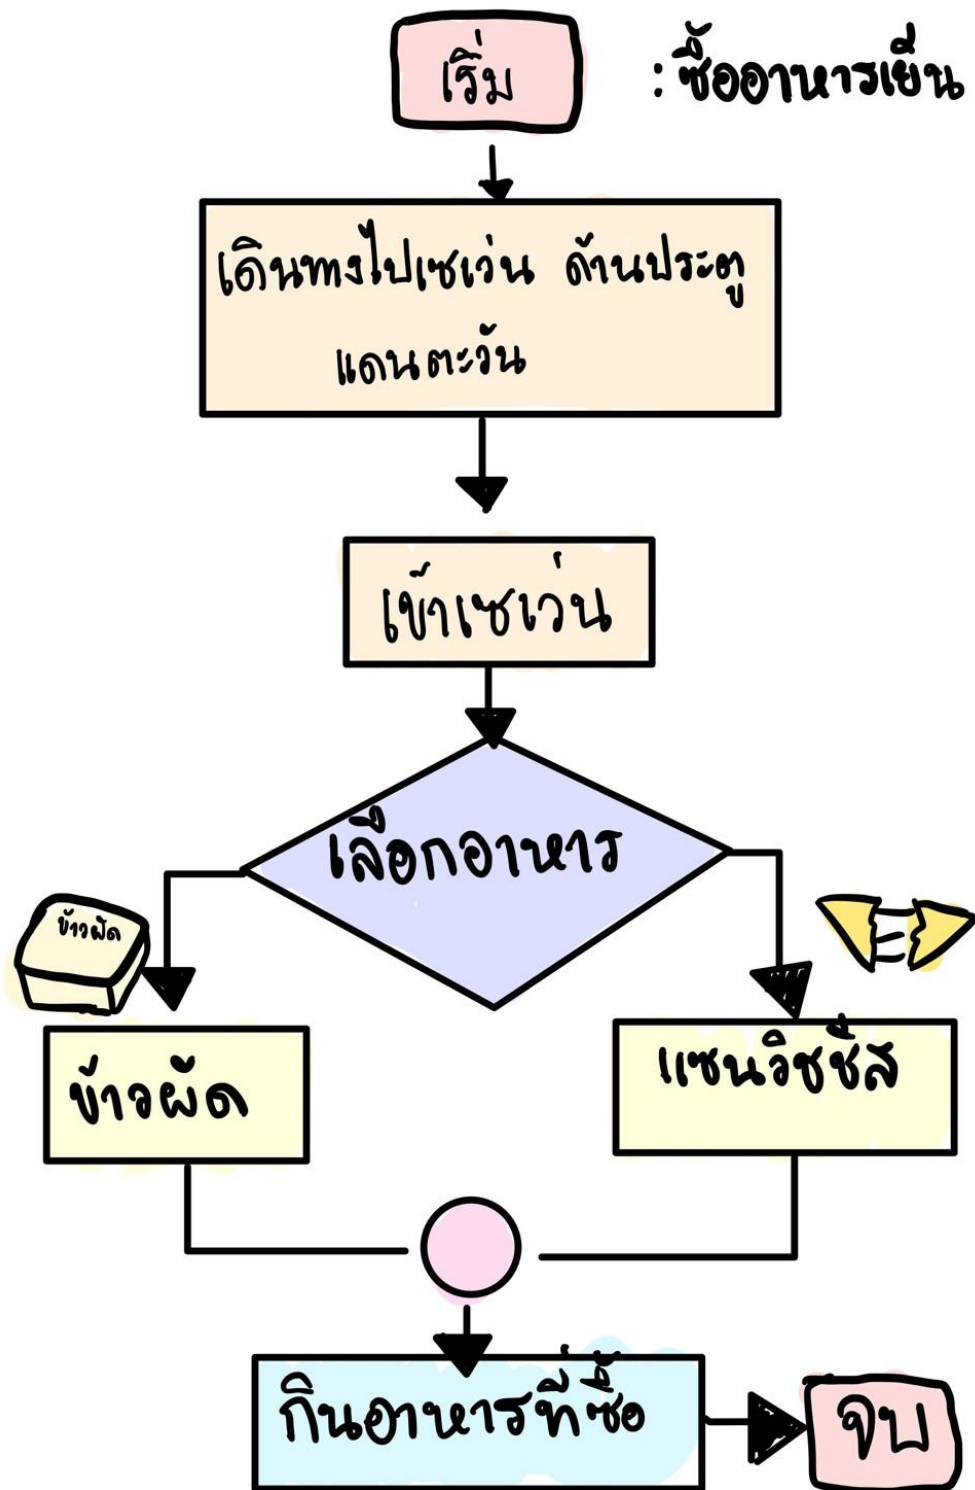 เริ่ม
:ซื้ออาหารเย็น
เดินทางไปเซเว่น ด้านประตู
แดนตะวัน
เข้าเซเว่น
เลือกอาหาร
ข้าวผัด
ข้าวผัด
แซนวิชชีส
กินอาหารที่ซื้อ
จบ